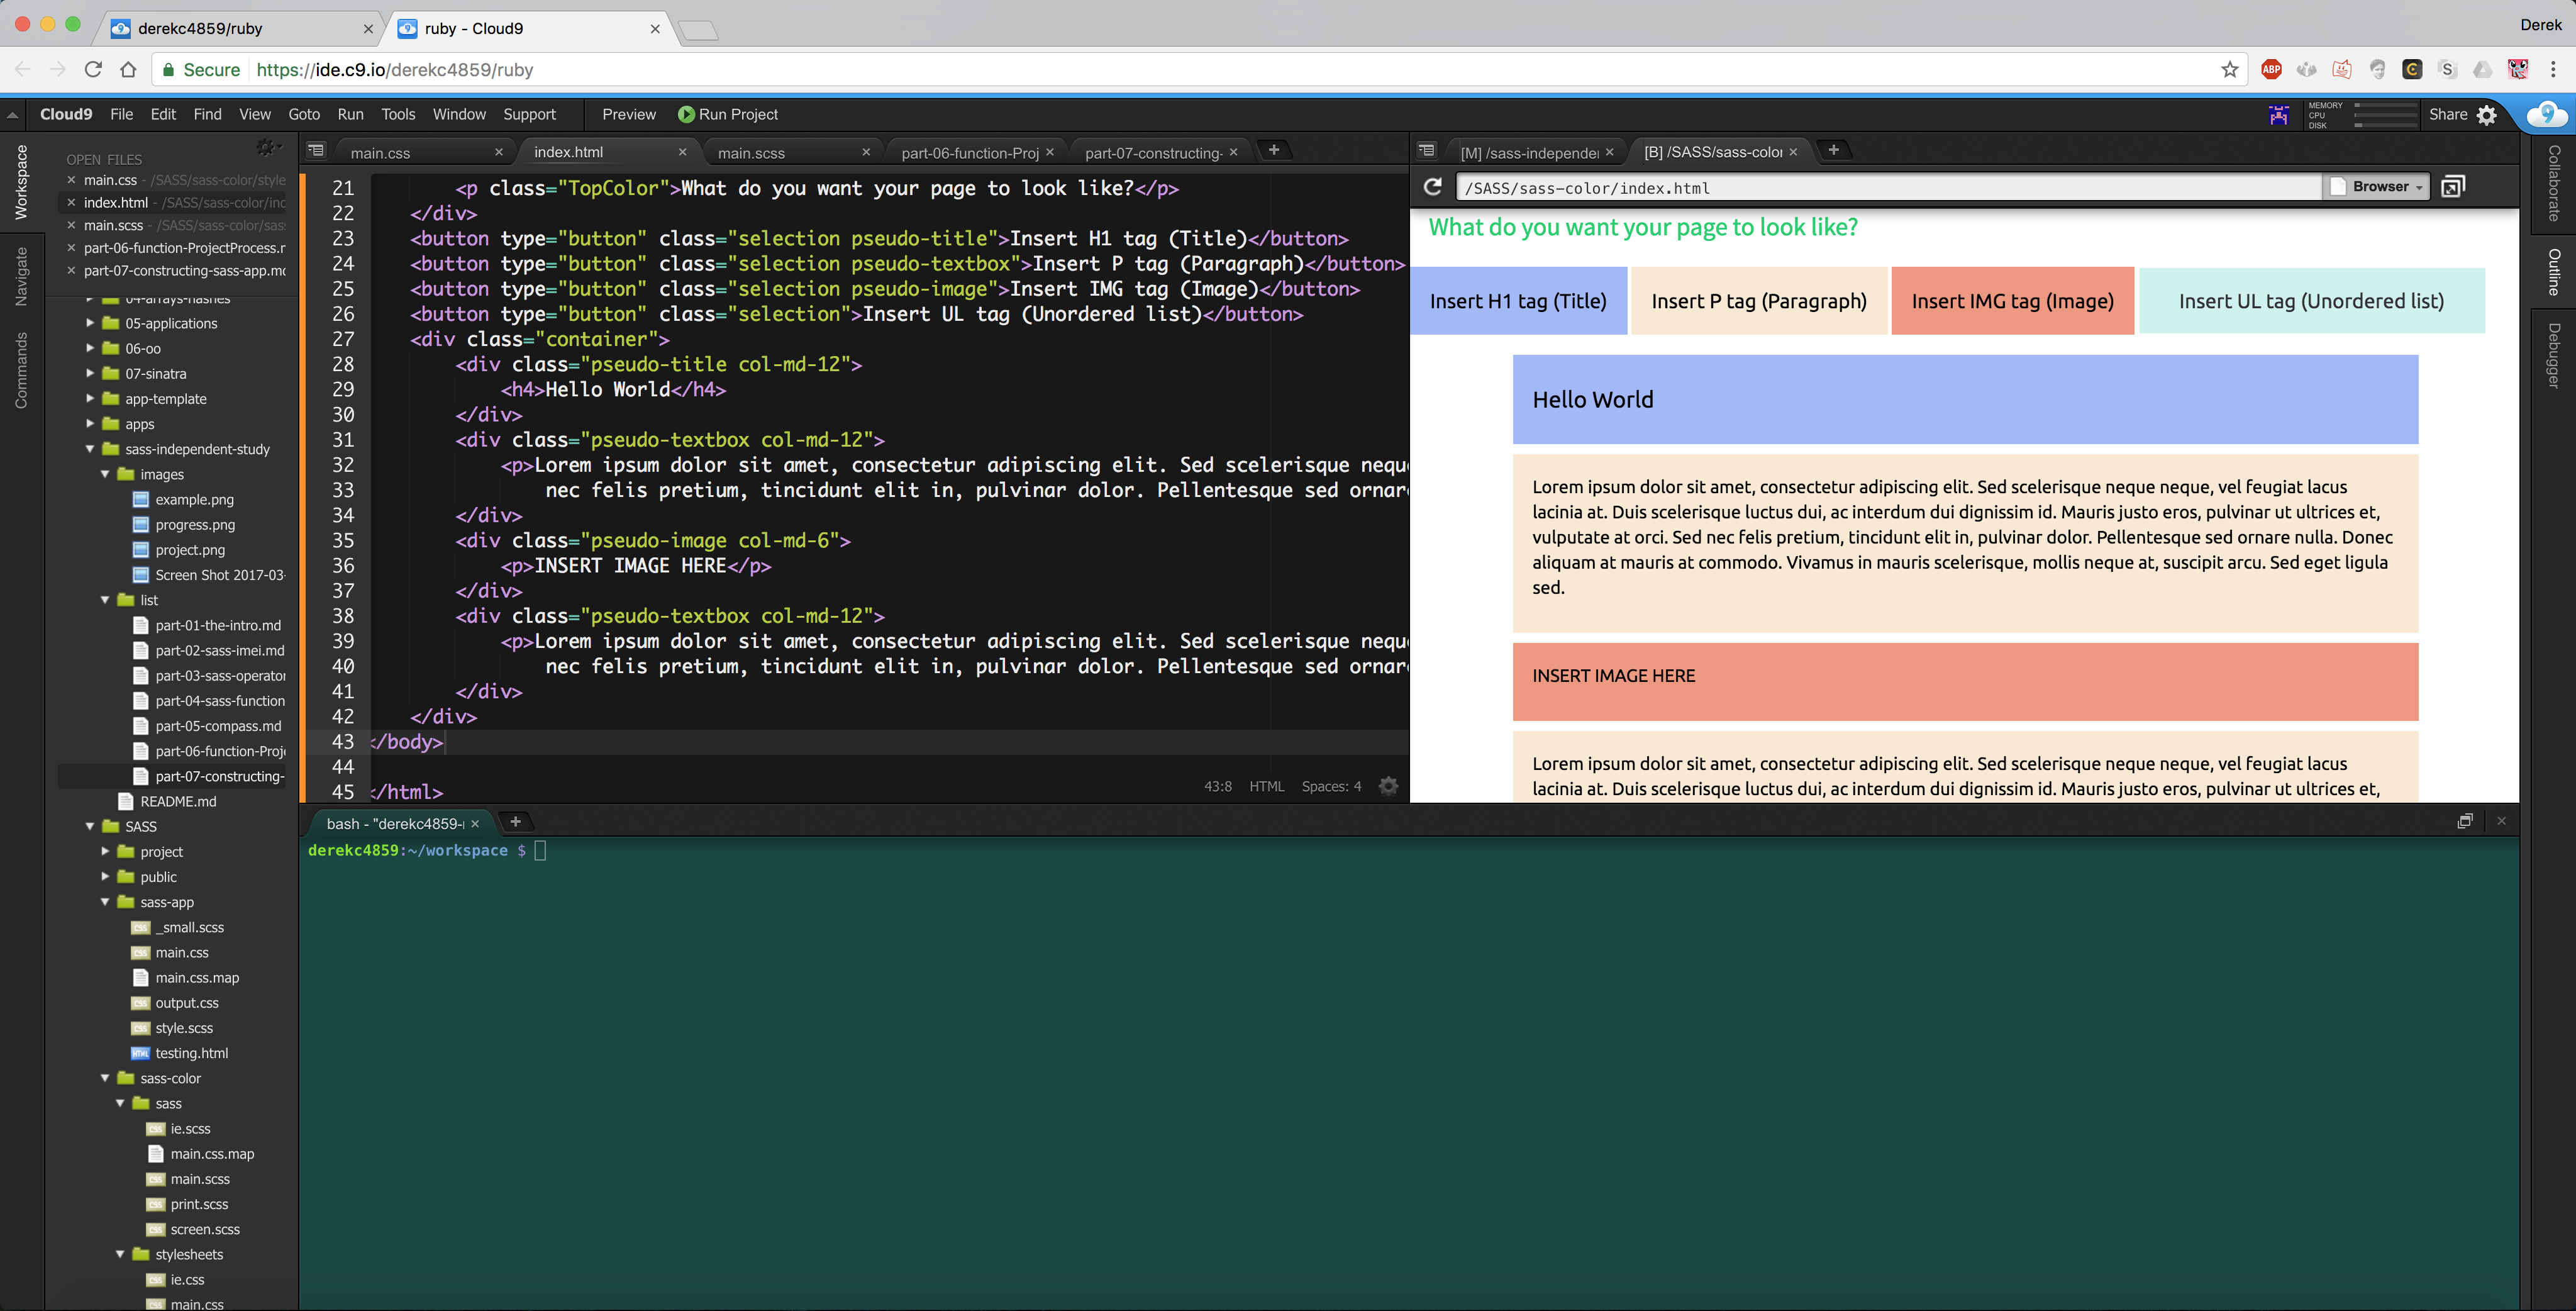 derekc4859/ruby
ruby - Cloud9
Derek
Secure https://ide.c9.io/derekc4859/ruby
ABP
Cloud9 File Edit Find View Goto Run Tools Window Support Preview Run Project
MEMORY
CPU
DISK
Share
Workspace
Navigate
Commands
OPEN FILES
main.css - /SASS/sass-color/style
index.html - /SASS/sass-color/ind
main.scss - /SASS/sass-color/sas
part-06-function-ProjectProcess.r
part-07-constructing-sass-app.md
04-arrays-hashes
05-applications
06-oo
07-sinatra
app-template
apps
sass-independent-study
images
example.png
progress.png
project.png
Screen Shot 2017-03-
list
part-01-the-intro.md
part-02-sass-imei.md
part-03-sass-operator
part-04-sass-function
part-05-compass.md
part-06-function-Proje
part-07-constructing-
README.md
SASS
project
public
sass-app
_small.scss
main.css
main.css.map
output.css
style.scss
testing.html
sass-color
sass
ie.scss
main.css.map
main.scss
print.scss
screen.scss
stylesheets
ie.css
main.css
main.css
index.html
main.scss
part-06-function-Proj
part-07-constructing-
21 <p class="TopColor">What do you want your page to look like?</p>
22 </div>
23 <button type="button" class="selection pseudo-title">Insert H1 tag (Title)</button>
24 <button type="button" class="selection pseudo-textbox">Insert P tag (Paragraph)</button>
25 <button type="button" class="selection pseudo-image">Insert IMG tag (Image)</button>
26 <button type="button" class="selection">Insert UL tag (Unordered list)</button>
27 <div class="container">
28 <div class="pseudo-title col-md-12">
29 <h4>Hello World</h4>
30 </div>
31 <div class="pseudo-textbox col-md-12">
32 <p>Lorem ipsum dolor sit amet, consectetur adipiscing elit. Sed scelerisque nequ
33 nec felis pretium, tincidunt elit in, pulvinar dolor. Pellentesque sed ornar
34 </div>
35 <div class="pseudo-image col-md-6">
36 <p>INSERT IMAGE HERE</p>
37 </div>
38 <div class="pseudo-textbox col-md-12">
39 <p>Lorem ipsum dolor sit amet, consectetur adipiscing elit. Sed scelerisque nequ
40 nec felis pretium, tincidunt elit in, pulvinar dolor. Pellentesque sed ornar
41 </div>
42 </div>
43 </body>
44
45 </html>
43:8 HTML Spaces: 4
[M] /sass-independe
[B] /SASS/sass-color
/SASS/sass-color/index.html
Browser
What do you want your page to look like?
Insert H1 tag (Title)
Insert P tag (Paragraph)
Insert IMG tag (Image)
Insert UL tag (Unordered list)
Hello World
Lorem ipsum dolor sit amet, consectetur adipiscing elit. Sed scelerisque neque neque, vel feugiat lacus
lacinia at. Duis scelerisque luctus dui, ac interdum dui dignissim id. Mauris justo eros, pulvinar ut ultrices et,
vulputate at orci. Sed nec felis pretium, tincidunt elit in, pulvinar dolor. Pellentesque sed ornare nulla. Donec
aliquam at mauris at commodo. Vivamus in mauris scelerisque, mollis neque at, suscipit arcu. Sed eget ligula
sed.
INSERT IMAGE HERE
Lorem ipsum dolor sit amet, consectetur adipiscing elit. Sed scelerisque neque neque, vel feugiat lacus
lacinia at. Duis scelerisque luctus dui, ac interdum dui dignissim id. Mauris justo eros, pulvinar ut ultrices et,
Collaborate
Outline
Debugger
bash - "derekc4859-
derekc4859:~/workspace $